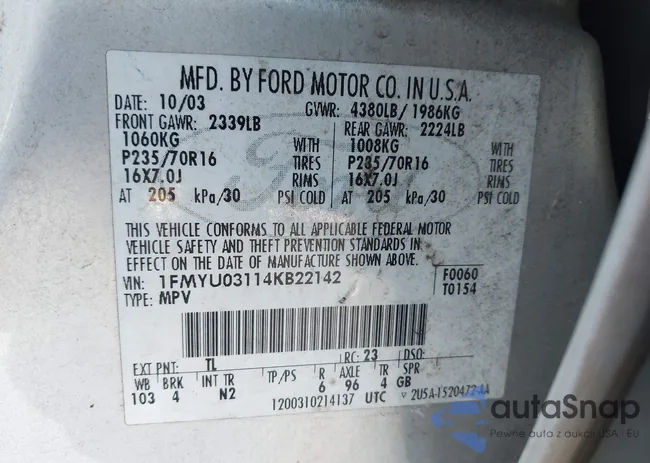 MFD. BY FORD MOTOR CO. IN U.S.A.
DATE: 10/03 GVWR: 4380LB/1986KG
FRONT GAWR: 2339LB REAR GAWR: 2224LB
1060KG WITH 1008KG WITH
P235/70R16 TIRES P235/70R16 TIRES
16X7.0J RIMS 16X7.0J RIMS
AT 205 kPa/30 PSI COLD AT 205 kPa/30 PSI COLD
THIS VEHICLE CONFORMS TO ALL APPLICABLE FEDERAL MOTOR
VEHICLE SAFETY AND THEFT PREVENTION STANDARDS IN
EFFECT ON THE DATE OF MANUFACTURE SHOWN ABOVE.
VIN: 1FMYU03114KB22142 F0060
TYPE: MPV T0154
EXT PNT: TL RC: 23 DSO:
WB BRK INT TR TP/PS R AXLE TR SPR
103 4 N2 6 96 4 GB
1200310214137 UTC
Ford
autaSnap
Pewne auta z aukcji USA - EU